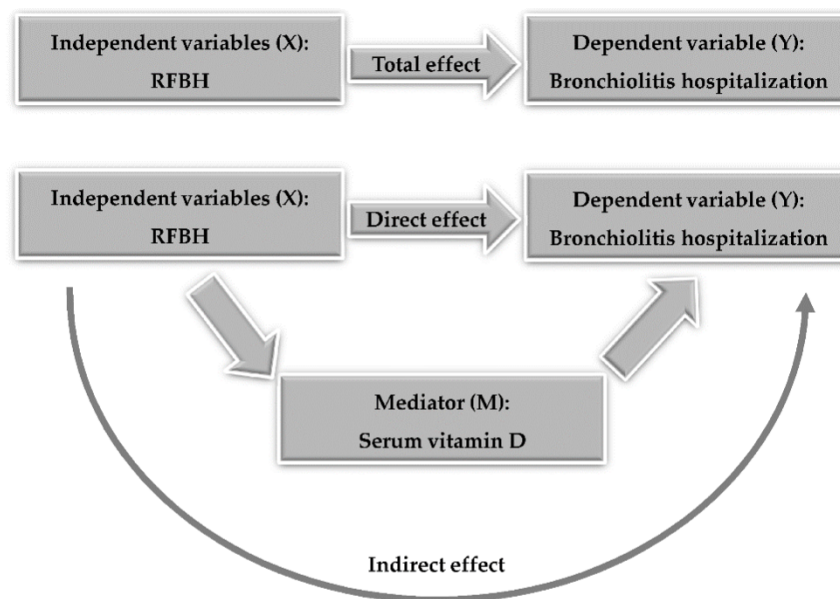 Independent variables (X):
RFBH
Total effect
Dependent variable (Y):
Bronchiolitis hospitalization
Independent variables (X):
RFBH
Direct effect
Dependent variable (Y):
Bronchiolitis hospitalization
Mediator (M):
Serum vitamin D
Indirect effect